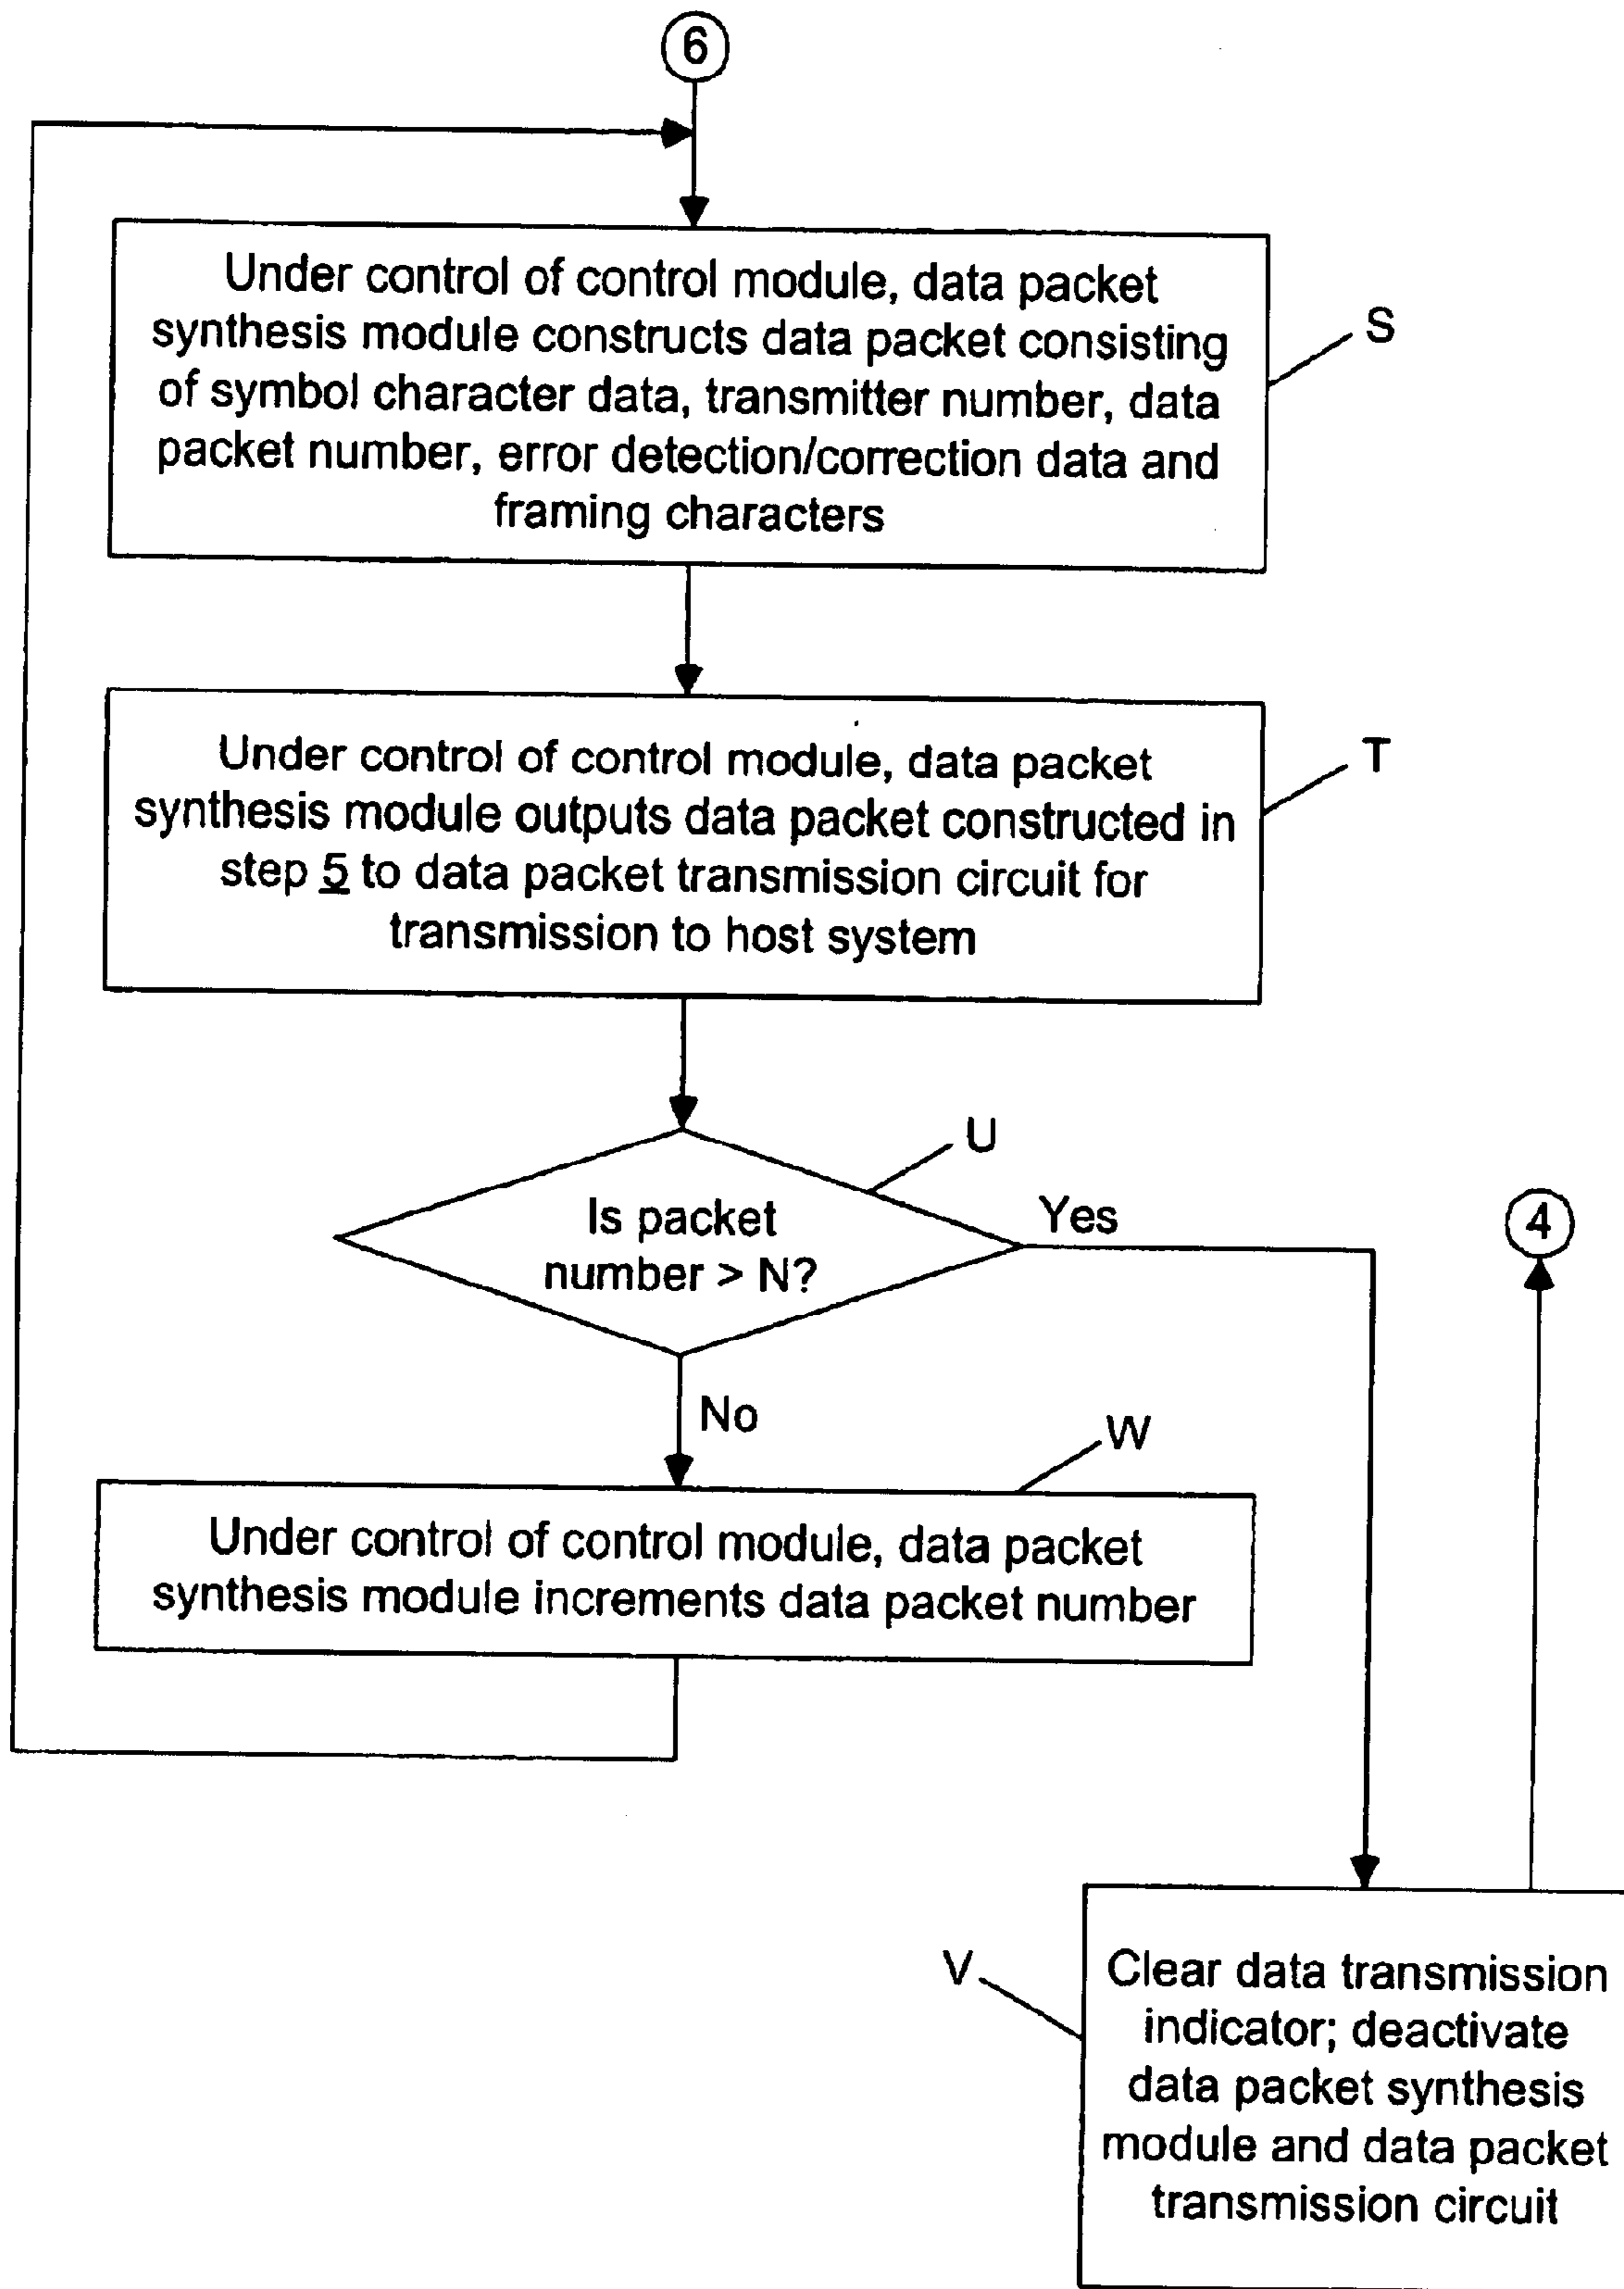 6
Under control of control module, data packet
synthesis module constructs data packet consisting
of symbol character data, transmitter number, data
packet number, error detection/correction data and
framing characters
S
Under control of control module, data packet
synthesis module outputs data packet constructed in
step 5 to data packet transmission circuit for
transmission to host system
T
U
Is packet
number > N?
Yes
4
No
W
Under control of control module, data packet
synthesis module increments data packet number
V
Clear data transmission
indicator; deactivate
data packet synthesis
module and data packet
transmission circuit